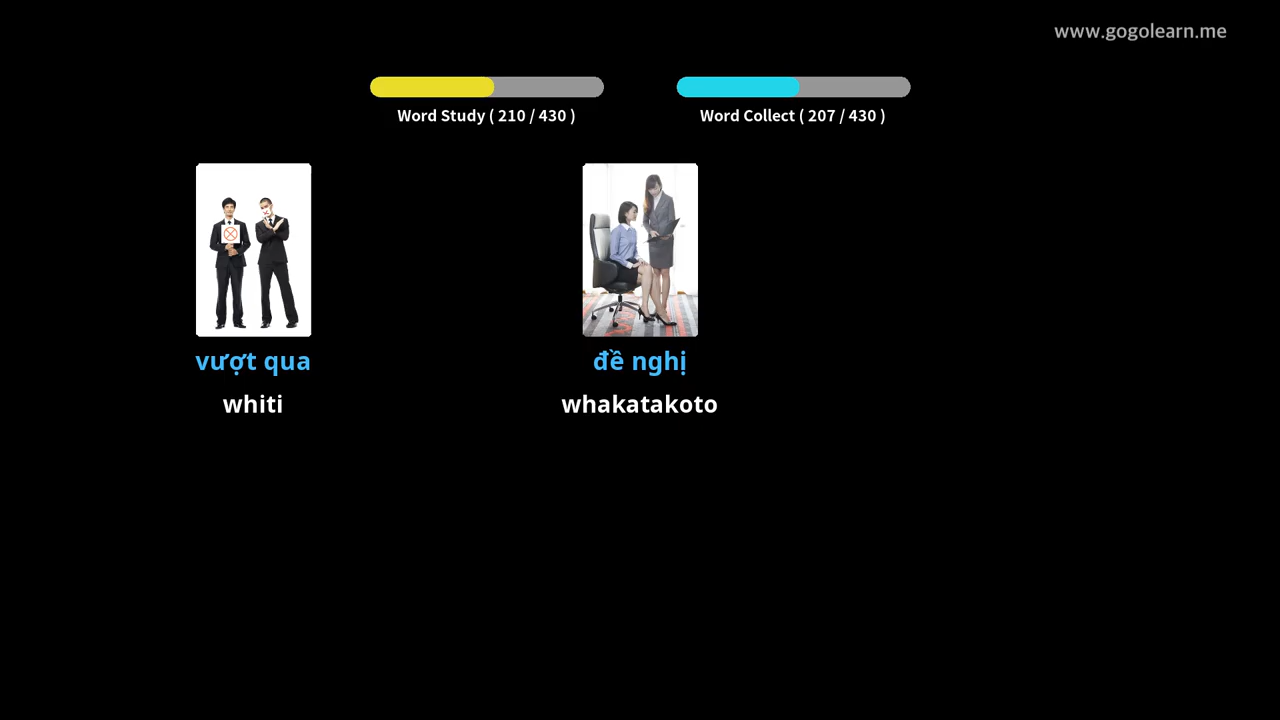 www.gogolearn.me
Word Study ( 210 / 430 )
Word Collect ( 207 / 430 )
vượt qua
đề nghị
whiti
whakatakoto